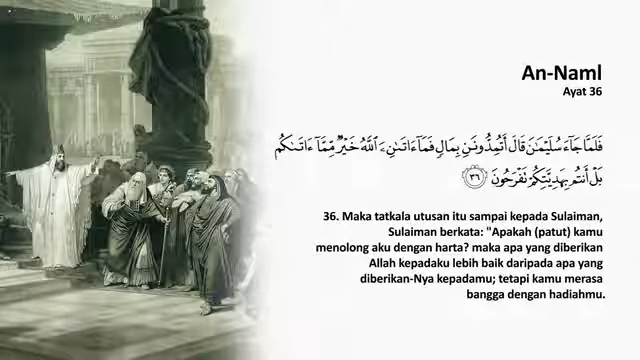 An-Naml
Ayat 36
فَلَمَّا جَآءَ سُلَيْمَٰنَ قَالَ أَتُمِدُّونَنِ بِمَالٍ فَمَآ ءَاتَىٰنِۦَ ٱللَّهُ خَيْرٌ مِّمَّآ ءَاتَىٰكُم
بَلْ أَنتُم بِهَدِيَّتِكُمْ تَفْرَحُونَ ٣٦
36. Maka tatkala utusan itu sampai kepada Sulaiman,
Sulaiman berkata: "Apakah (patut) kamu
menolong aku dengan harta? maka apa yang diberikan
Allah kepadaku lebih baik daripada apa yang
diberikan-Nya kepadamu; tetapi kamu merasa
bangga dengan hadiahmu.